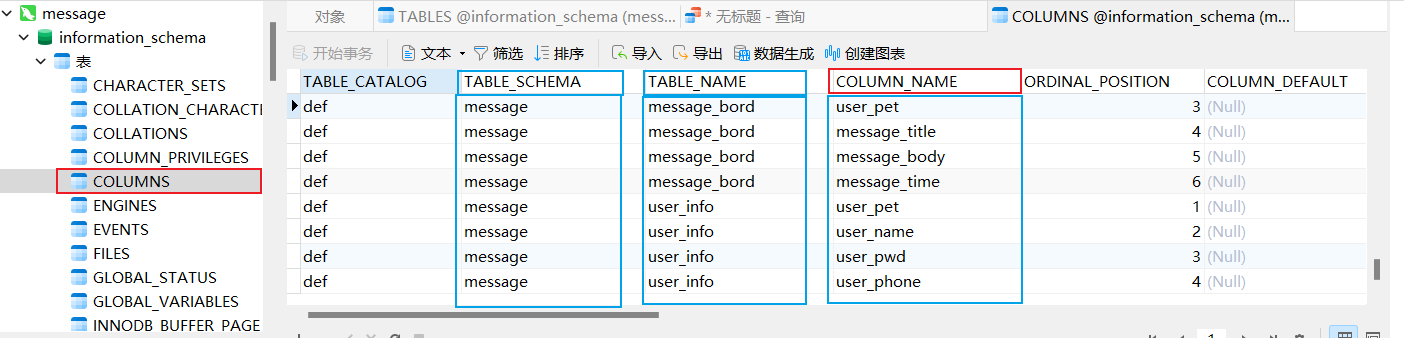 message
information_schema
表
CHARACTER_SETS
COLLATION_CHARACTE
COLLATIONS
COLUMN_PRIVILEGES
COLUMNS
ENGINES
EVENTS
FILES
GLOBAL_STATUS
GLOBAL_VARIABLES
INNODB_BUFFER_PAGE
对象 TABLES @information_schema (mess... * 无标题 - 查询 COLUMNS @information_schema (m...
开始事务 文本 筛选 排序 导入 导出 数据生成 创建图表
TABLE_CATALOG TABLE_SCHEMA TABLE_NAME COLUMN_NAME ORDINAL_POSITION COLUMN_DEFAULT
def message message_bord user_pet 3 (Null)
def message message_bord message_title 4 (Null)
def message message_bord message_body 5 (Null)
def message message_bord message_time 6 (Null)
def message user_info user_pet 1 (Null)
def message user_info user_name 2 (Null)
def message user_info user_pwd 3 (Null)
def message user_info user_phone 4 (Null)
1